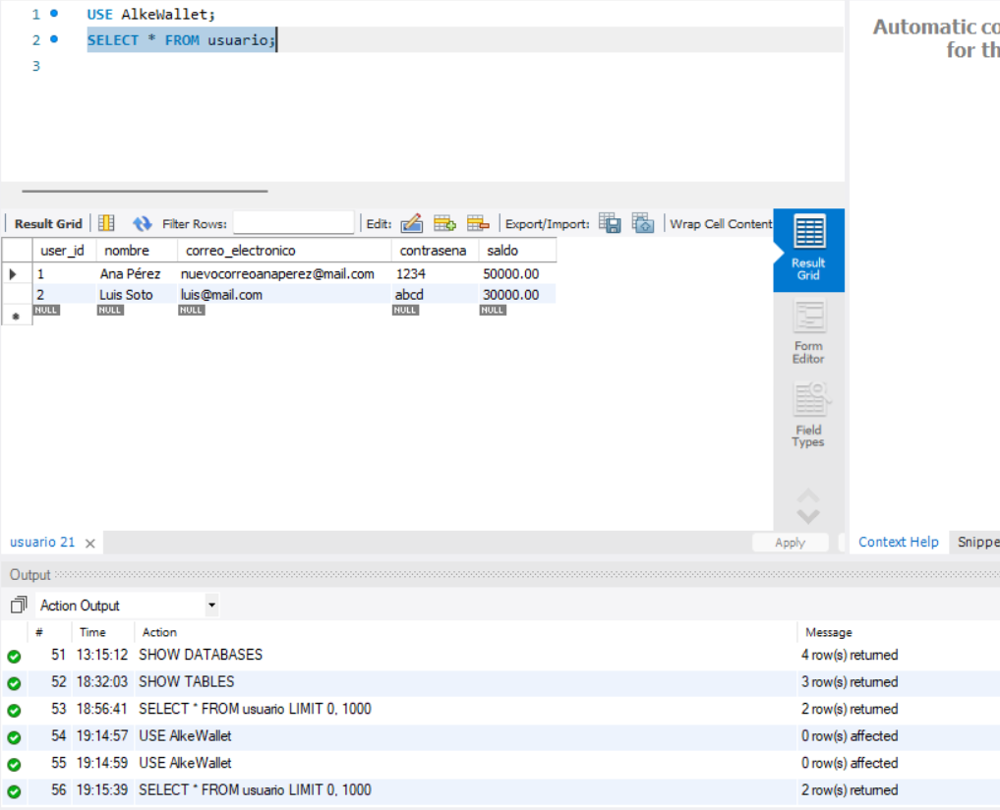 1 USE AlkeWallet;
2 SELECT * FROM usuario;
3
Automatic co
for th
Result Grid Filter Rows: Edit: Export/Import: Wrap Cell Content
user_id nombre correo_electronico contrasena saldo
1 Ana Pérez nuevocorreoanaperez@mail.com 1234 50000.00
2 Luis Soto luis@mail.com abcd 30000.00
NULL NULL NULL NULL NULL
Result
Grid
Form
Editor
Field
Types
usuario 21 Apply Context Help Snippe
Output
Action Output
# Time Action Message
51 13:15:12 SHOW DATABASES 4 row(s) returned
52 18:32:03 SHOW TABLES 3 row(s) returned
53 18:56:41 SELECT * FROM usuario LIMIT 0, 1000 2 row(s) returned
54 19:14:57 USE AlkeWallet 0 row(s) affected
55 19:14:59 USE AlkeWallet 0 row(s) affected
56 19:15:39 SELECT * FROM usuario LIMIT 0, 1000 2 row(s) returned